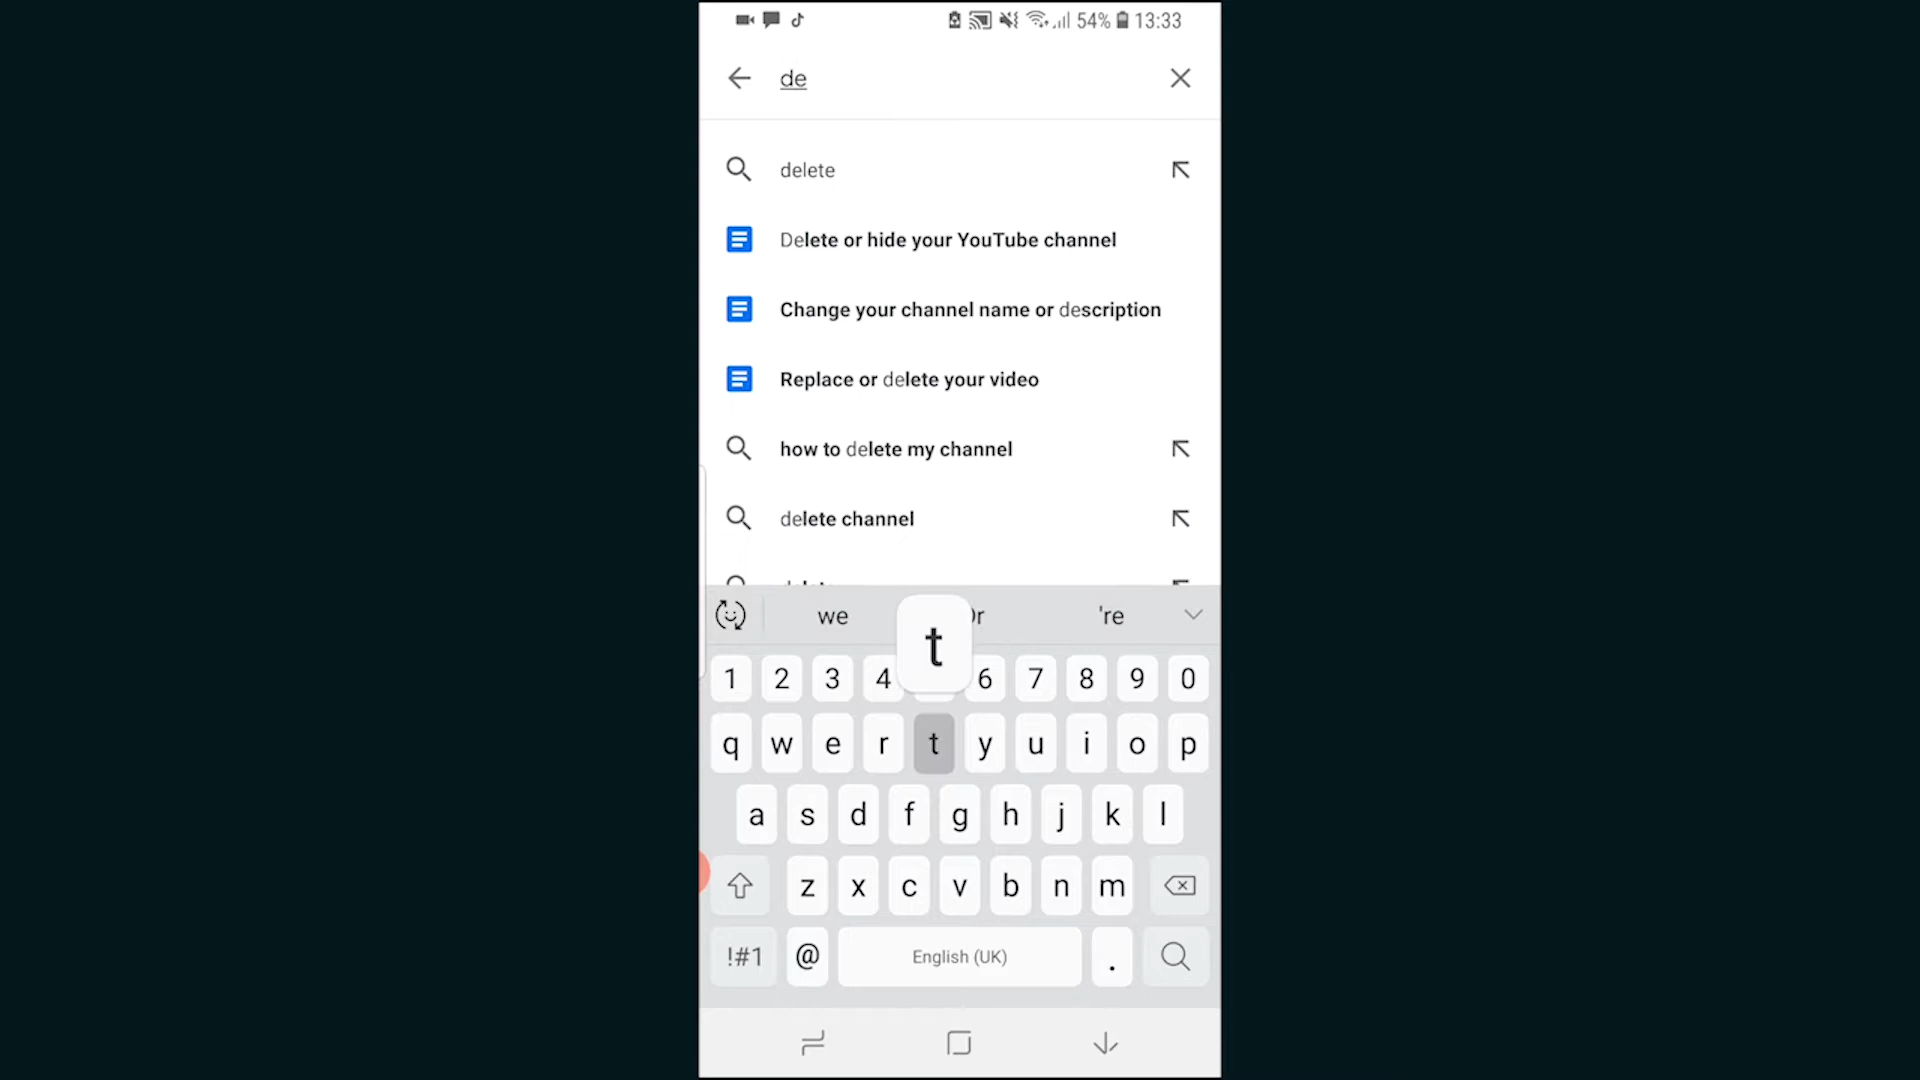 54% 13:33
de
delete
Delete or hide your YouTube channel
Change your channel name or description
Replace or delete your video
how to delete my channel
delete channel
we 're
t
1 2 3 4 6 7 8 9 0
q w e r t y u i o p
a s d f g h j k l
z x c v b n m
!#1 @ English (UK) .